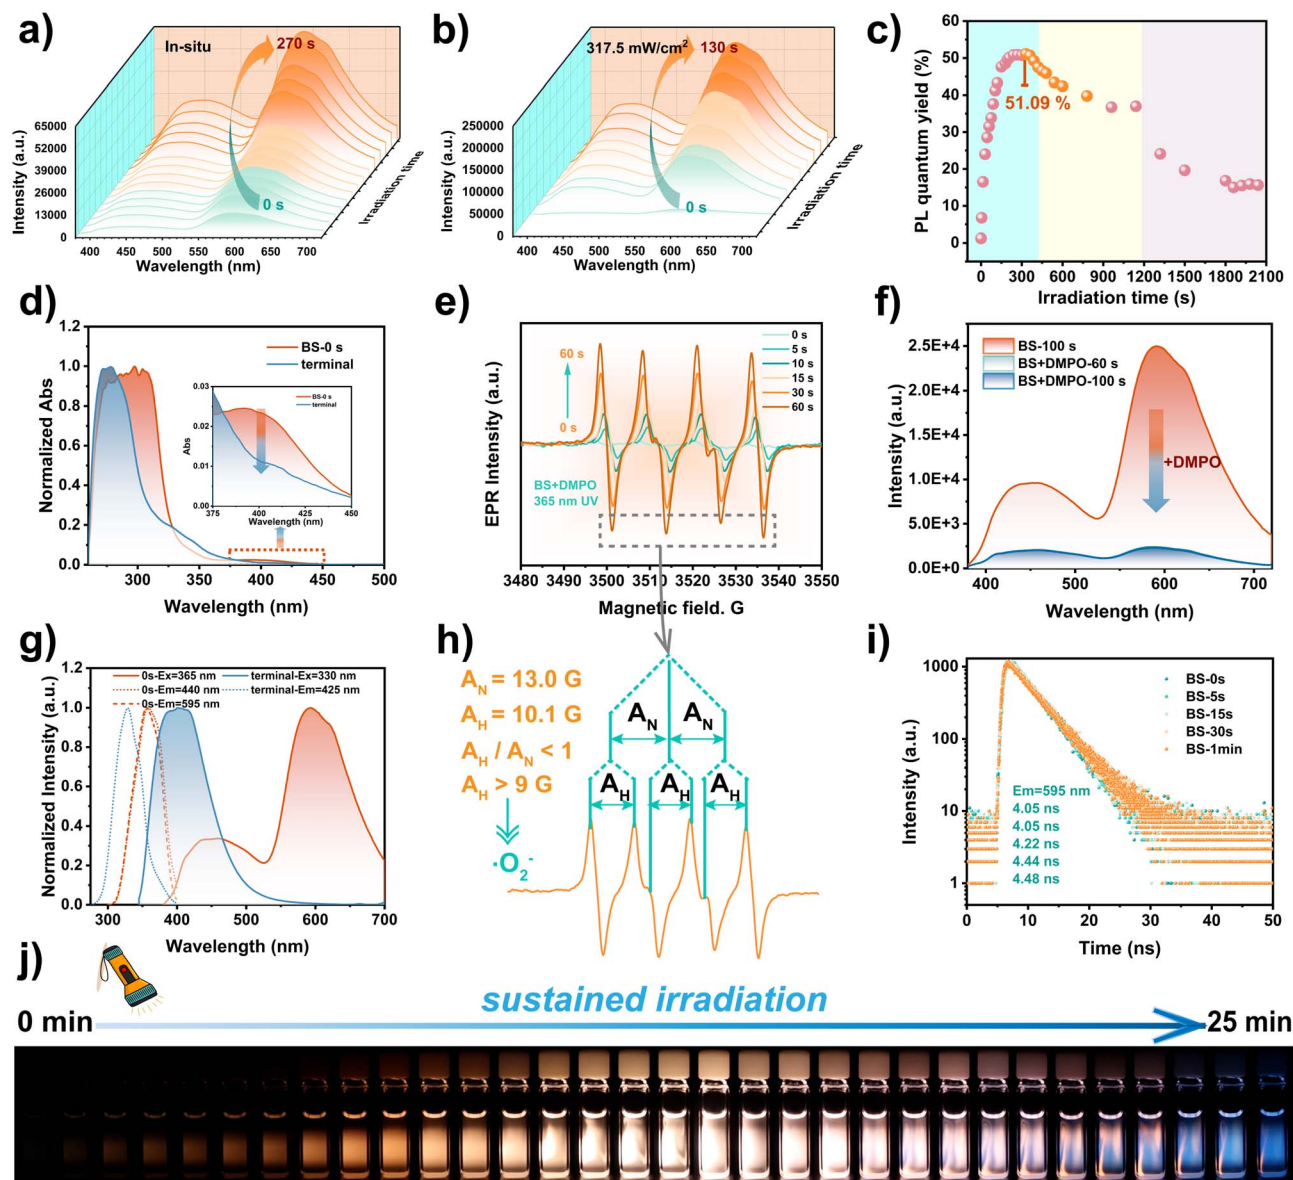 a)
In-situ
270 s
0 s
65000
52000
39000
26000
13000
0
Intensity (a.u.)
400 450 500 550 600 650 700
Wavelength (nm)
Irradiation time
b)
317.5 mW/cm²
130 s
0 s
250000
200000
150000
100000
50000
0
Intensity (a.u.)
400 450 500 550 600 650 700
Wavelength (nm)
Irradiation time
c)
60
50
40
30
20
10
0
PL quantum yield (%)
51.09 %
0 300 600 900 1200 1500 1800 2100
Irradiation time (s)
d)
1.2
1.0
0.8
0.6
0.4
0.2
0.0
Normalized Abs
BS-0 s
terminal
0.03
0.02
0.01
0.00
Abs
BS-0 s
terminal
375 400 425 450
Wavelength (nm)
300 350 400 450 500
Wavelength (nm)
e)
EPR Intensity (a.u.)
60 s
0 s
0 s
5 s
10 s
15 s
30 s
60 s
BS+DMPO
365 nm UV
3480 3490 3500 3510 3520 3530 3540 3550
Magnetic field. G
f)
2.5E+4
2.0E+4
1.5E+4
1.0E+4
5.0E+3
0.0E+0
Intensity (a.u.)
BS-100 s
BS+DMPO-60 s
BS+DMPO-100 s
+DMPO
400 500 600 700
Wavelength (nm)
g)
1.2
1.0
0.8
0.6
0.4
0.2
0.0
Normalized Intensity (a.u.)
0s-Ex=365 nm
0s-Em=440 nm
0s-Em=595 nm
terminal-Ex=330 nm
terminal-Em=425 nm
300 400 500 600 700
Wavelength (nm)
h)
A_N = 13.0 G
A_H = 10.1 G
A_H / A_N < 1
A_H > 9 G
·O₂⁻
A_N A_N
A_H A_H A_H
i)
1000
100
10
1
Intensity (a.u.)
BS-0s
BS-5s
BS-15s
BS-30s
BS-1min
Em=595 nm
4.05 ns
4.05 ns
4.22 ns
4.44 ns
4.48 ns
0 10 20 30 40 50
Time (ns)
j)
sustained irradiation
0 min
25 min